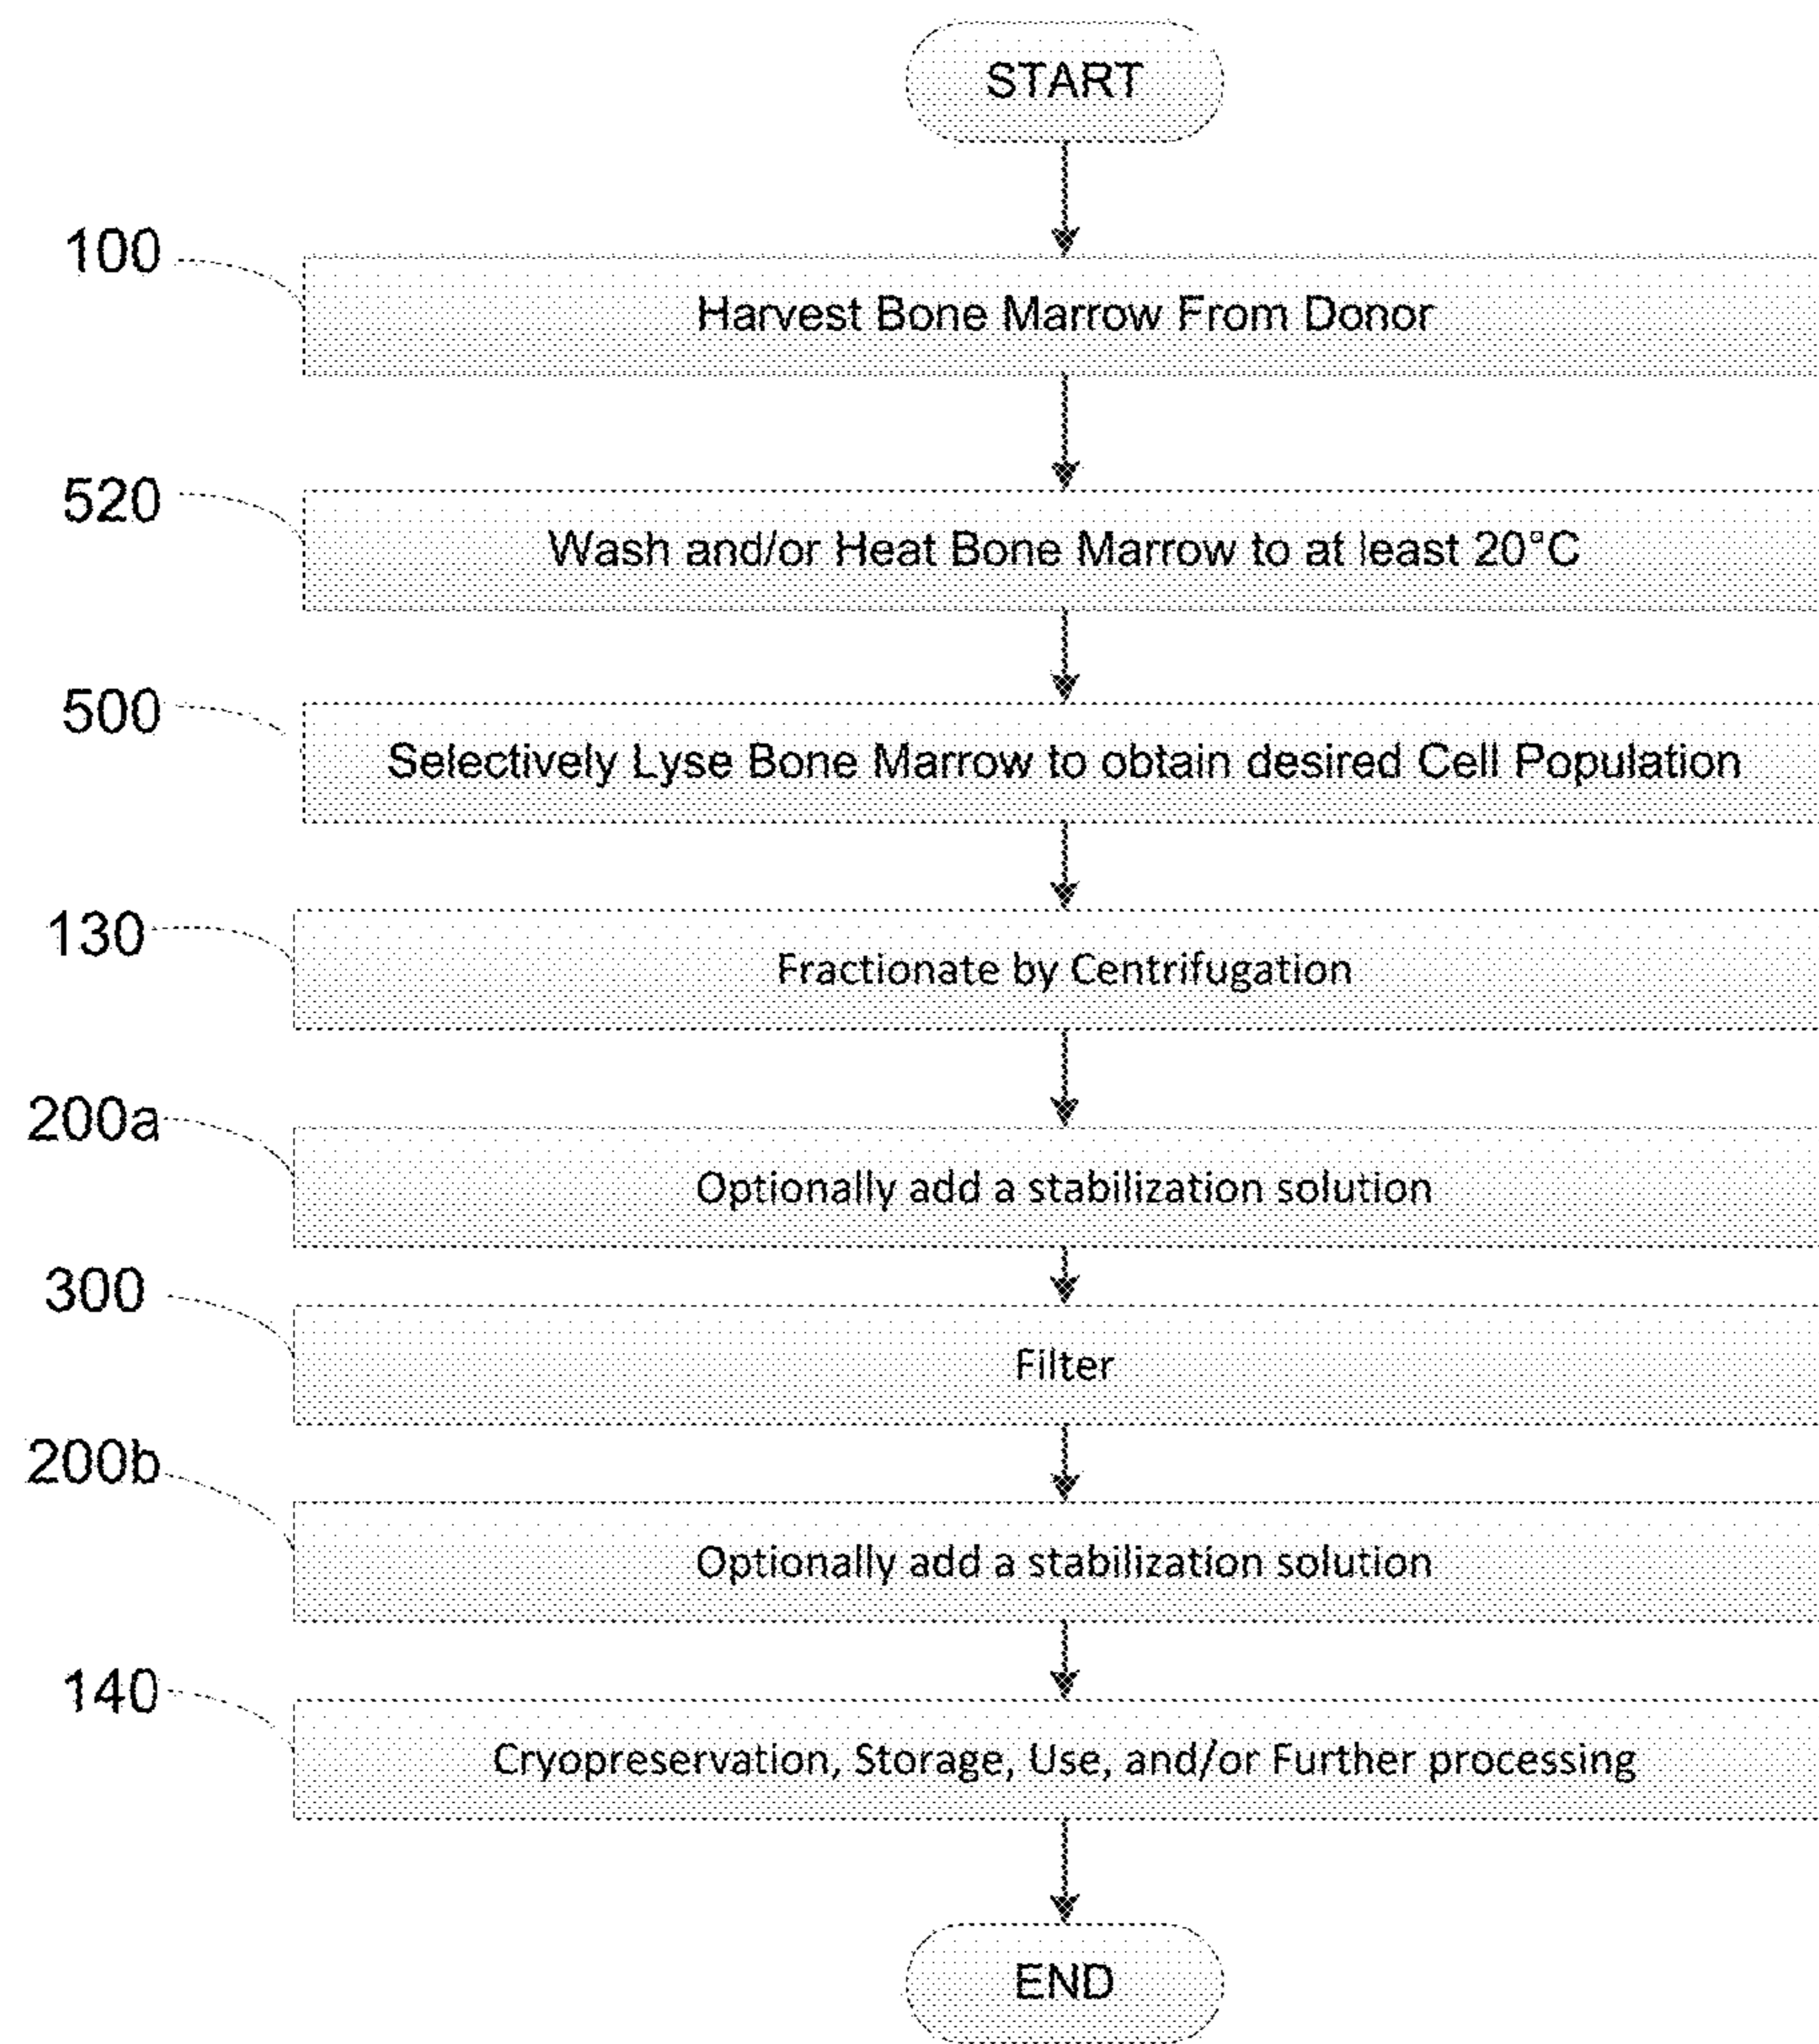 START
100
Harvest Bone Marrow From Donor
520
Wash and/or Heat Bone Marrow to at least 20°C
500
Selectively Lyse Bone Marrow to obtain desired Cell Population
130
Fractionate by Centrifugation
200a
Optionally add a stabilization solution
300
Filter
200b
Optionally add a stabilization solution
140
Cryopreservation, Storage, Use, and/or Further processing
END